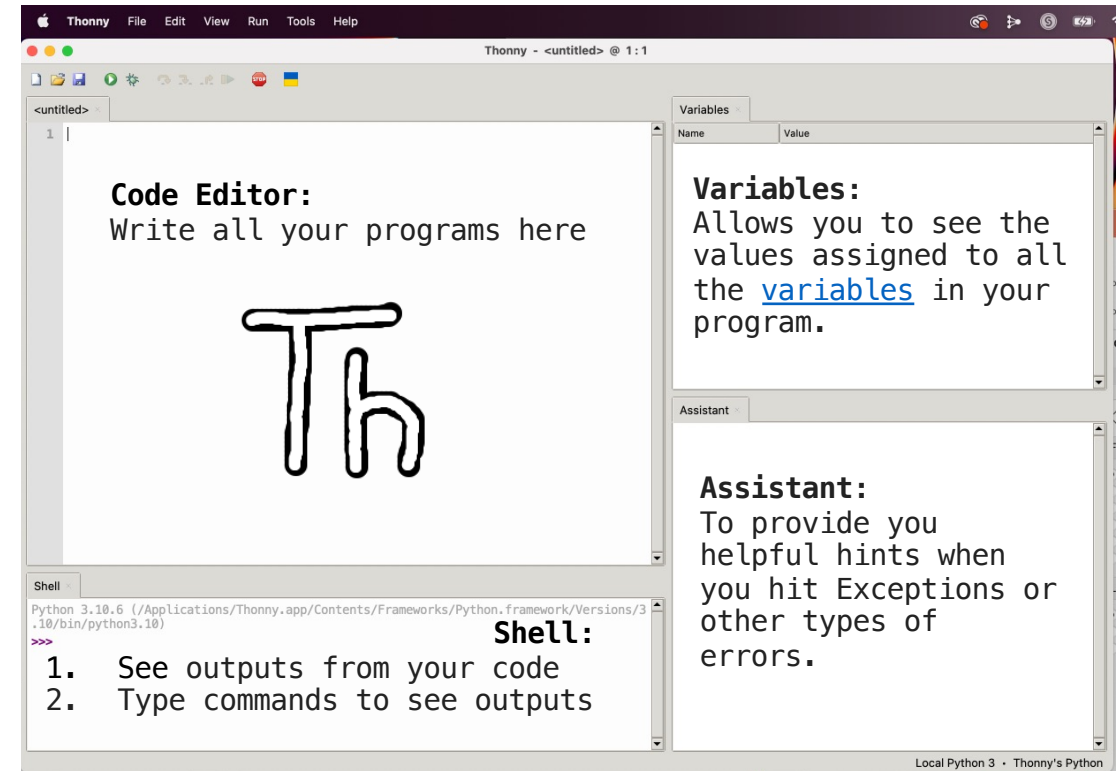 Thonny File Edit View Run Tools Help
Thonny - <untitled> @ 1:1
STOP
<untitled>
1
Code Editor:
Write all your programs here
Th
Variables
Name Value
Variables:
Allows you to see the
values assigned to all
the variables in your
program.
Assistant
Assistant:
To provide you
helpful hints when
you hit Exceptions or
other types of
errors.
Shell
Python 3.10.6 (/Applications/Thonny.app/Contents/Frameworks/Python.framework/Versions/3
.10/bin/python3.10)
>>>
Shell:
1. See outputs from your code
2. Type commands to see outputs
Local Python 3 • Thonny's Python